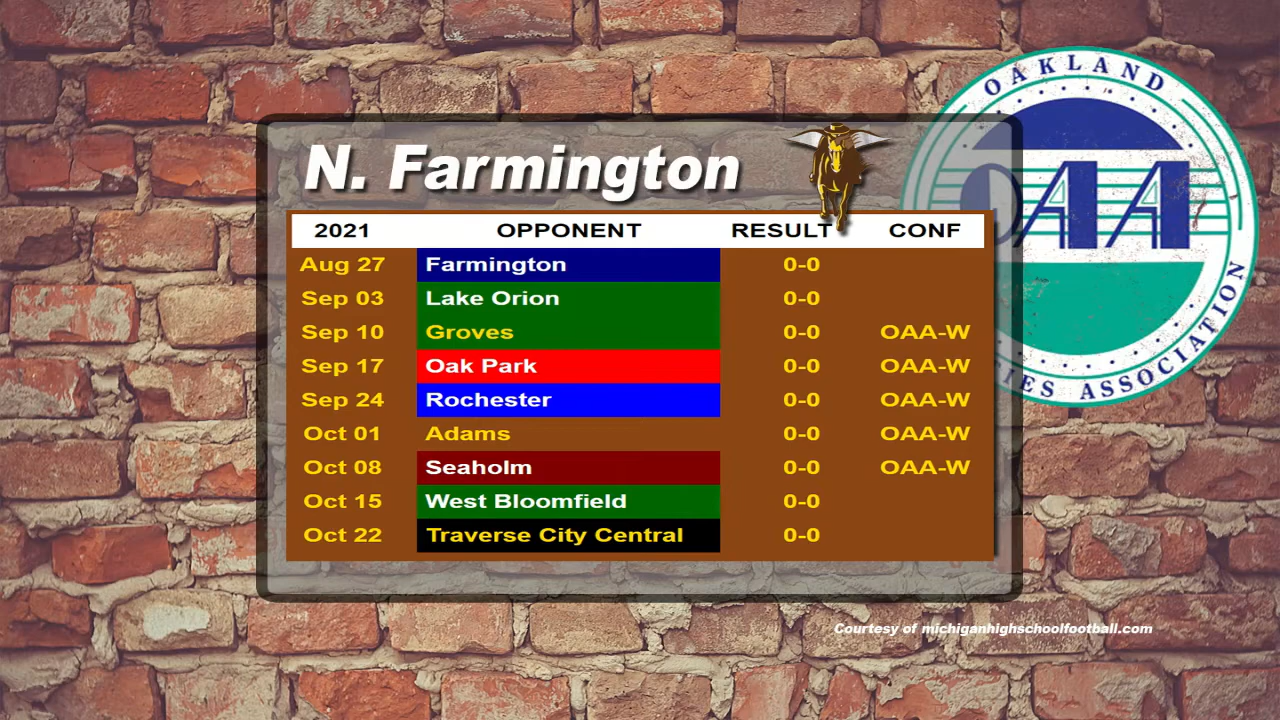 OAKLAND
OAA
IES ASSOCIATION
N. Farmington
2021 OPPONENT RESULT CONF
Aug 27 Farmington 0-0
Sep 03 Lake Orion 0-0
Sep 10 Groves 0-0 OAA-W
Sep 17 Oak Park 0-0 OAA-W
Sep 24 Rochester 0-0 OAA-W
Oct 01 Adams 0-0 OAA-W
Oct 08 Seaholm 0-0 OAA-W
Oct 15 West Bloomfield 0-0
Oct 22 Traverse City Central 0-0
Courtesy of michiganhighschoolfootball.com